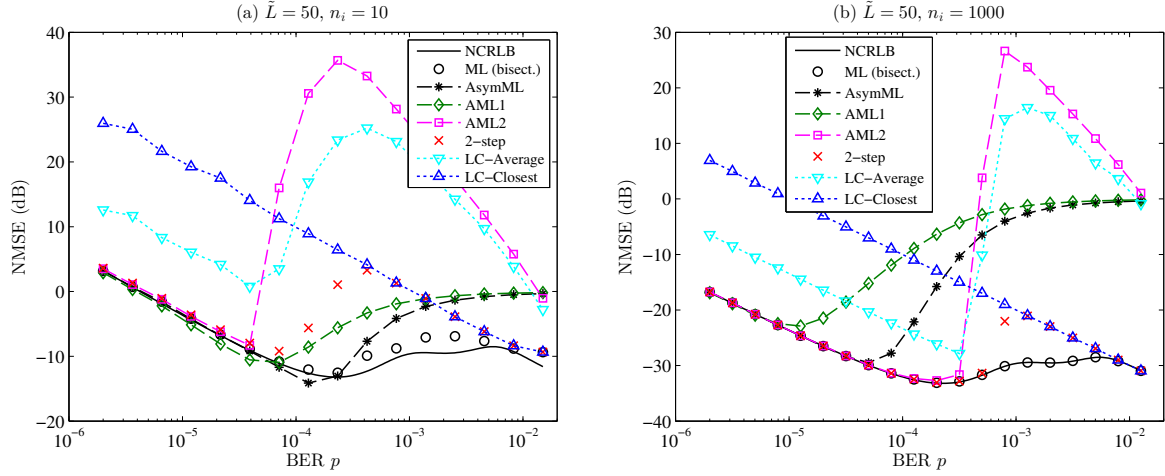 (a) L̃ = 50, n_i = 10
40
30
20
10
0
−10
−20
10^−6
10^−5
10^−4
10^−3
10^−2
NMSE (dB)
BER p
NCRLB
ML (bisect.)
AsymML
AML1
AML2
2−step
LC−Average
LC−Closest
(b) L̃ = 50, n_i = 1000
30
20
10
0
−10
−20
−30
−40
10^−6
10^−5
10^−4
10^−3
10^−2
NMSE (dB)
BER p
NCRLB
ML (bisect.)
AsymML
AML1
AML2
2−step
LC−Average
LC−Closest